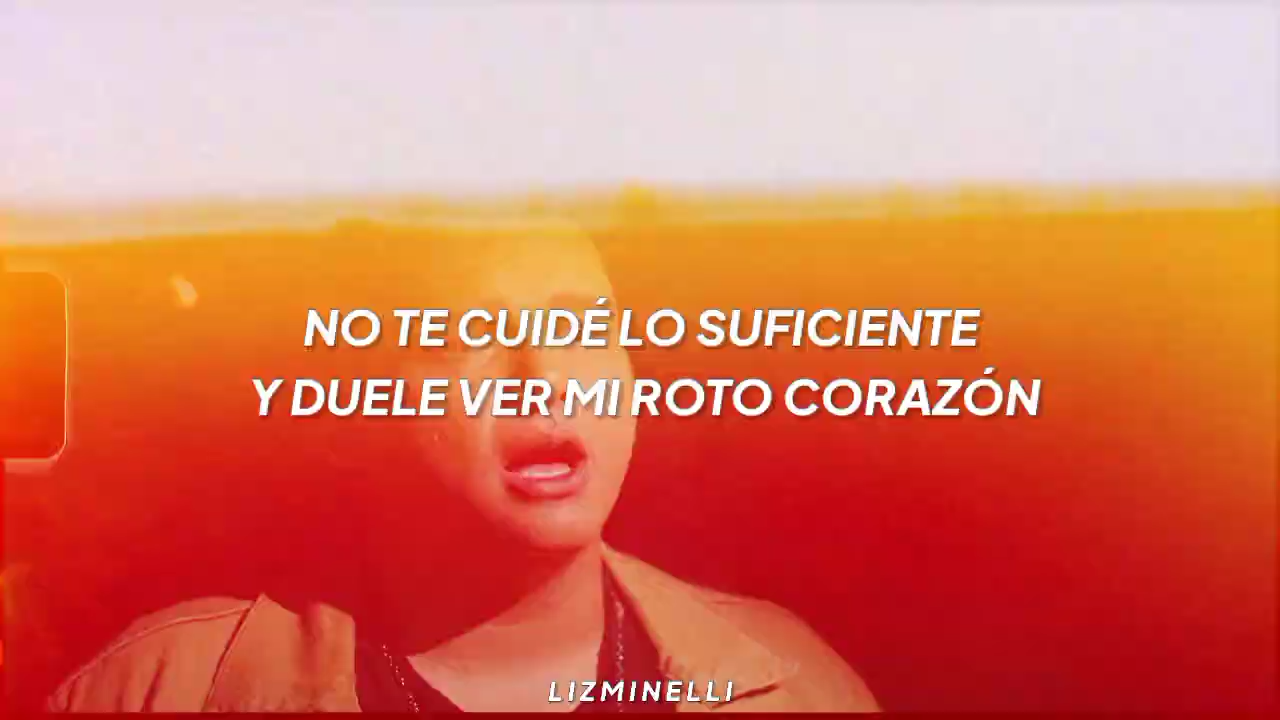 NO TE CUIDÉ LO SUFICIENTE
Y DUELE VER MI ROTO CORAZÓN
LIZMINELLI